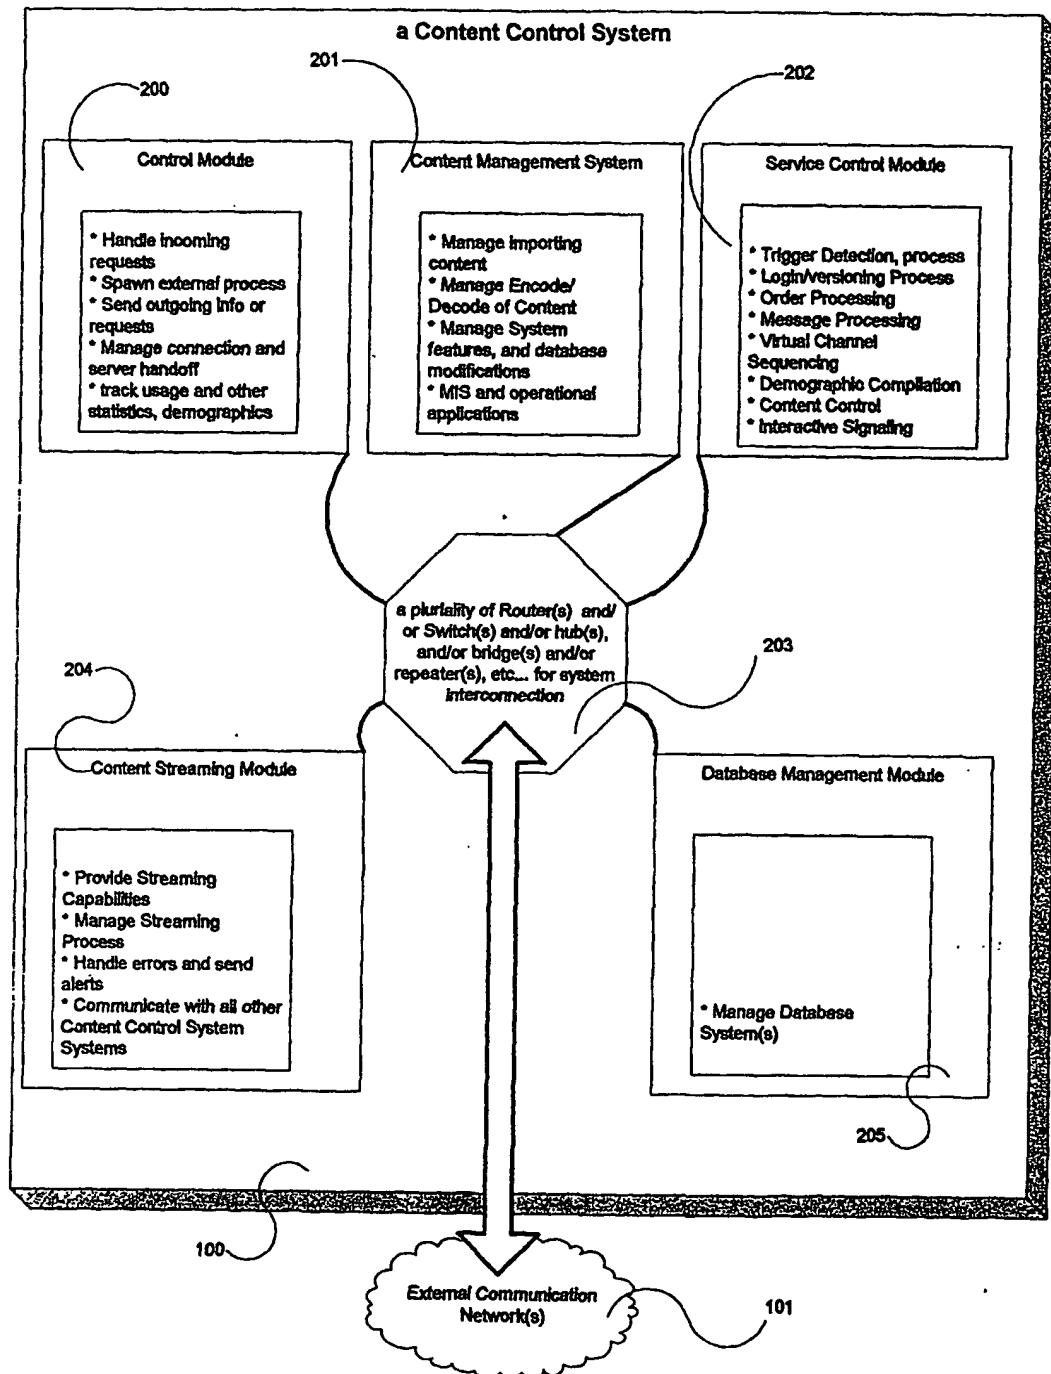 a Content Control System
200
201
202
Control Module
* Handle incoming
requests
* Spawn external process
* Send outgoing info or
requests
* Manage connection and
server handoff
* track usage and other
statistics, demographics
Content Management System
* Manage importing
content
* Manage Encode/
Decode of Content
* Manage System
features, and database
modifications
* MIS and operational
applications
Service Control Module
* Trigger Detection, process
* Login/versioning Process
* Order Processing
* Message Processing
* Virtual Channel
Sequencing
* Demographic Compilation
* Content Control
* Interactive Signaling
a plurlality of Router(s) and/
or Switch(s) and/or hub(s),
and/or bridge(s) and/or
repeater(s), etc... for system
interconnection
203
204
Content Streaming Module
* Provide Streaming
Capabilities
* Manage Streaming
Process
* Handle errors and send
alerts
* Communicate with all other
Content Control System
Systems
Database Management Module
* Manage Database
System(s)
205
100
External Communication
Network(s)
101